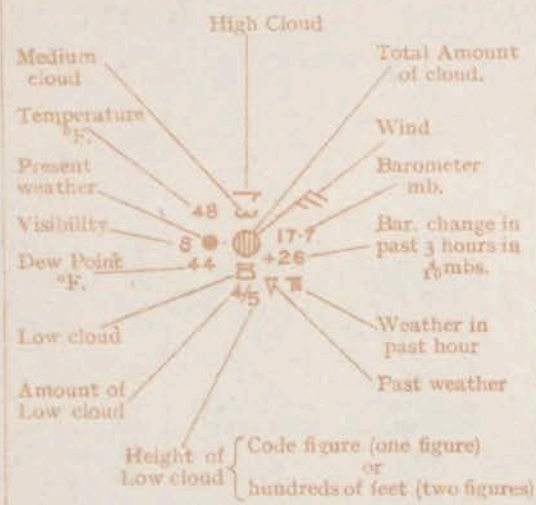 High Cloud
Medium
cloud
Total Amount
of cloud.
Temperature
°F.
Wind
Present
weather
Barometer
mb.
48
Visibility
8
17·7
Bar. change in
past 3 hours in
1/10 mbs.
Dew Point
°F.
44
+26
4/5
Low cloud
Weather in
past hour
Amount of
Low cloud
Past weather
Height of
Low cloud
Code figure (one figure)
or
hundreds of feet (two figures)